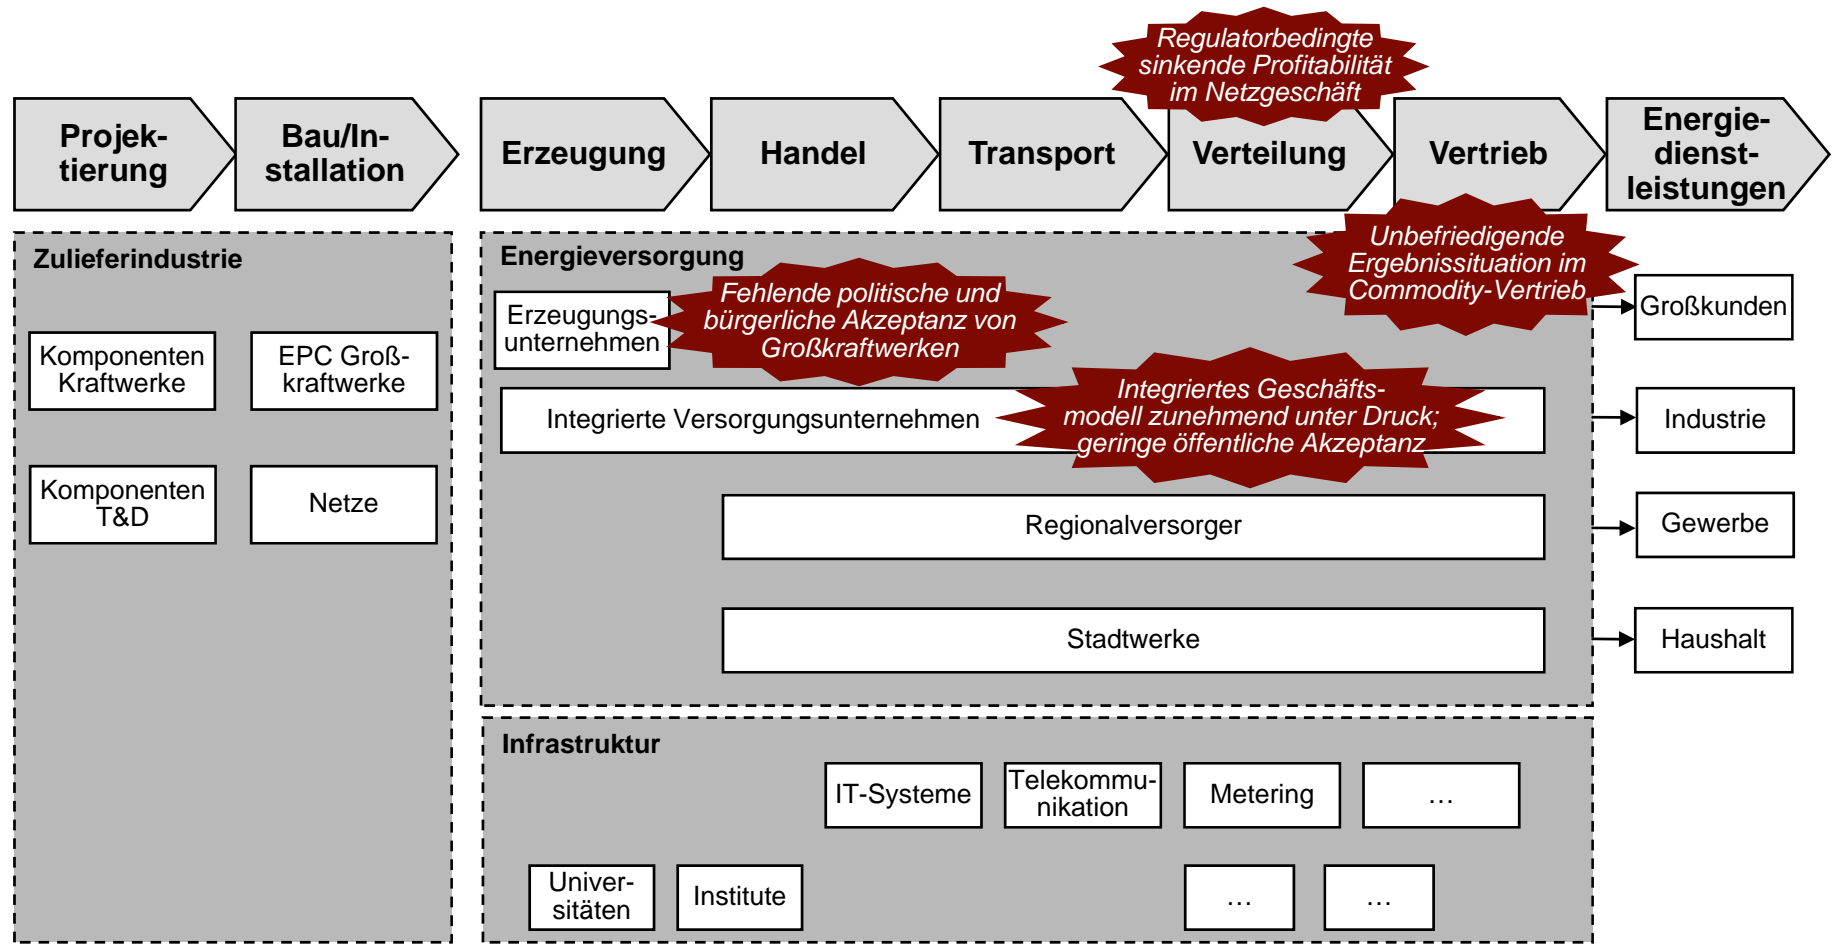 Regulatorbedingte
sinkende Profitabilität
im Netzgeschäft
Projek-
tierung
Bau/In-
stallation
Erzeugung
Handel
Transport
Verteilung
Vertrieb
Energie-
dienst-
leistungen
Zulieferindustrie
Komponenten
Kraftwerke
EPC Groß-
kraftwerke
Komponenten
T&D
Netze
Energieversorgung
Unbefriedigende
Ergebnissituation im
Commodity-Vertrieb
Erzeugungs-
unternehmen
Fehlende politische und
bürgerliche Akzeptanz von
Großkraftwerken
Großkunden
Integrierte Versorgungsunternehmen
Integriertes Geschäfts-
modell zunehmend unter Druck;
geringe öffentliche Akzeptanz
Industrie
Regionalversorger
Gewerbe
Stadtwerke
Haushalt
Infrastruktur
IT-Systeme
Telekommu-
nikation
Metering
…
Univer-
sitäten
Institute
…
…